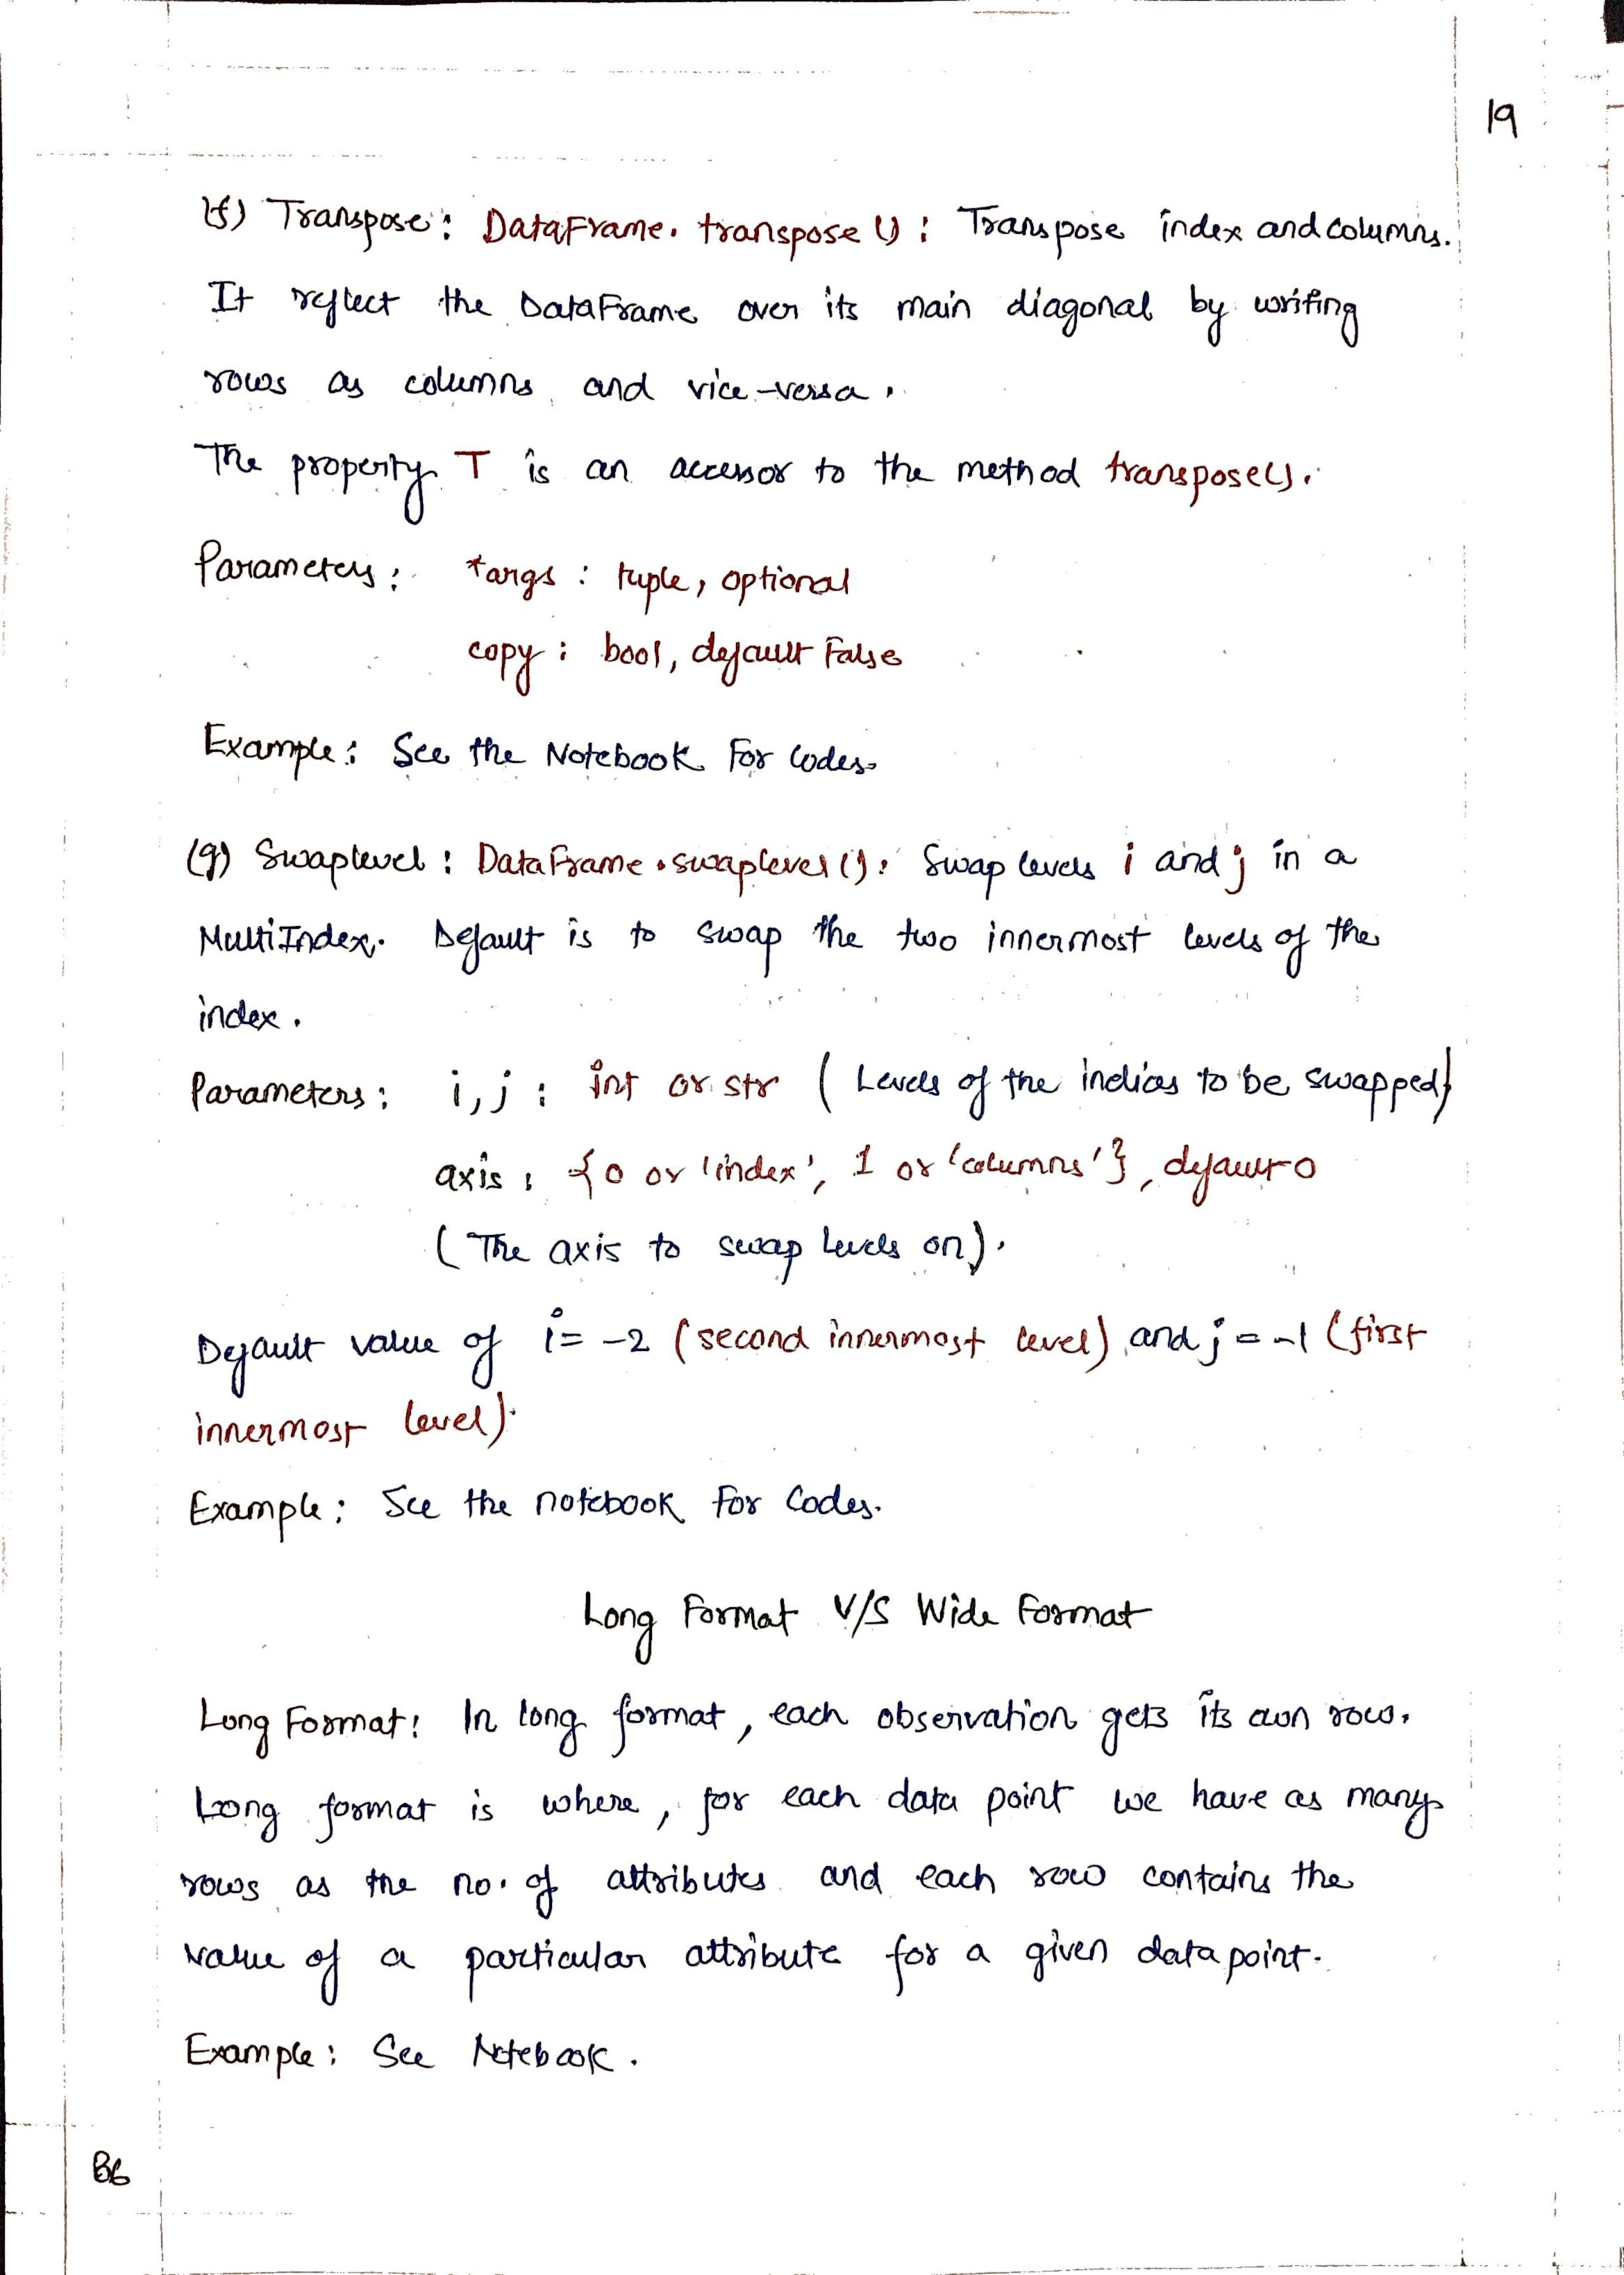 19
(f) Transpose: DataFrame.transpose(): Transpose index and columns.
It reflect the DataFrame over its main diagonal by writing
rows as columns and vice-versa.
The property T is an accessor to the method transpose().
Parameters: *args: tuple, optional
copy: bool, default False
Example: See the Notebook For Codes.
(g) Swaplevel: DataFrame.swaplevel(): Swap levels i and j in a
MultiIndex. Default is to swap the two innermost levels of the
index.
Parameters: i,j: int or str (Levels of the indices to be swapped)
axis: {0 or 'index', 1 or 'columns'}, default 0
(The axis to swap levels on).
Default value of i= -2 (second innermost level) and j = -1 (first
innermost level).
Example: See the notebook For Codes.
Long Format V/S Wide Format
Long Format: In long format, each observation gets its own row.
Long format is where, for each data point we have as many
rows as the no. of attributes and each row contains the
value of a particular attribute for a given data point.
Example: See Notebook.